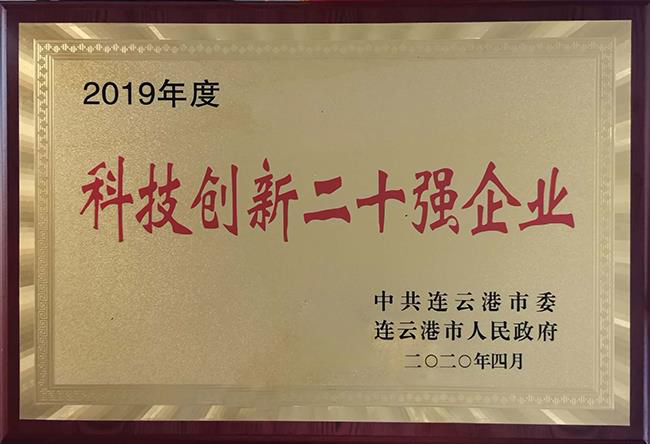 2019年度
科技创新二十强企业
中共连云港市委
连云港市人民政府
二〇二〇年四月